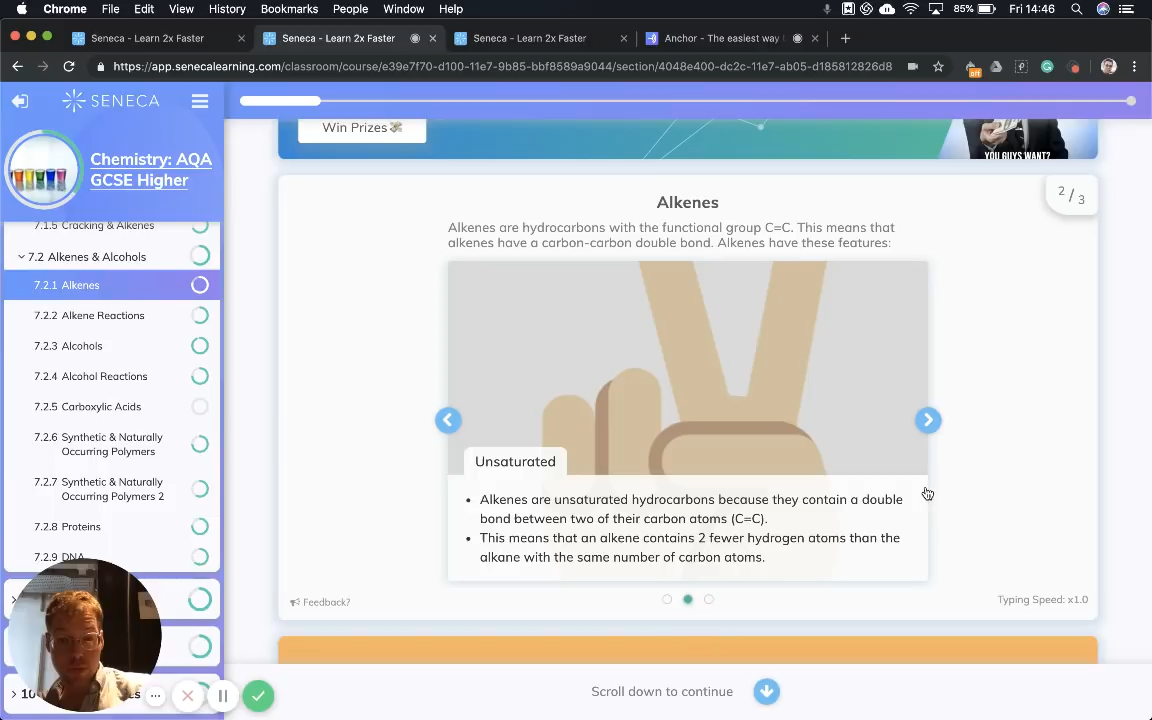 Chrome File Edit View History Bookmarks People Window Help 85% Fri 14:46
Seneca - Learn 2x Faster
Seneca - Learn 2x Faster
Seneca - Learn 2x Faster
Anchor - The easiest way
https://app.senecalearning.com/classroom/course/e39e7f70-d100-11e7-9b85-bbf8589a9044/section/4048e400-dc2c-11e7-ab05-d185812826d8
off
SENECA
Chemistry: AQA
GCSE Higher
7.1.5 Cracking & Alkenes
7.2 Alkenes & Alcohols
7.2.1 Alkenes
7.2.2 Alkene Reactions
7.2.3 Alcohols
7.2.4 Alcohol Reactions
7.2.5 Carboxylic Acids
7.2.6 Synthetic & Naturally
Occurring Polymers
7.2.7 Synthetic & Naturally
Occurring Polymers 2
7.2.8 Proteins
7.2.9 DNA
10
Win Prizes
YOU GUYS WANT?
2 / 3
Alkenes
Alkenes are hydrocarbons with the functional group C=C. This means that
alkenes have a carbon-carbon double bond. Alkenes have these features:
Unsaturated
• Alkenes are unsaturated hydrocarbons because they contain a double
bond between two of their carbon atoms (C=C).
• This means that an alkene contains 2 fewer hydrogen atoms than the
alkane with the same number of carbon atoms.
Feedback?
Typing Speed: x1.0
Scroll down to continue